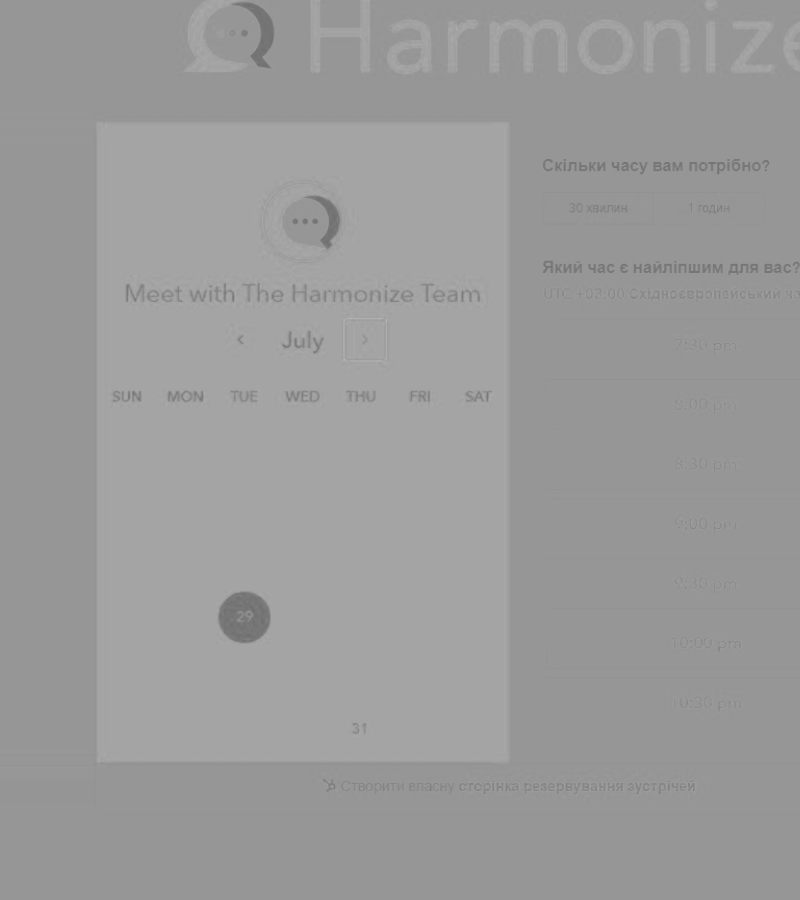 Harmonize
Meet with The Harmonize Team
July
SUN MON TUE WED THU FRI SAT
29
31
Скільки часу вам потрібно?
30 хвилин 1 годин
Який час є найліпшим для вас?
UTC +03:00 Східноєвропейський
7:30 pm
8:00 pm
8:30 pm
9:00 pm
9:30 pm
10:00 pm
10:30 pm
Створити власну сторінка резервування зустрічей